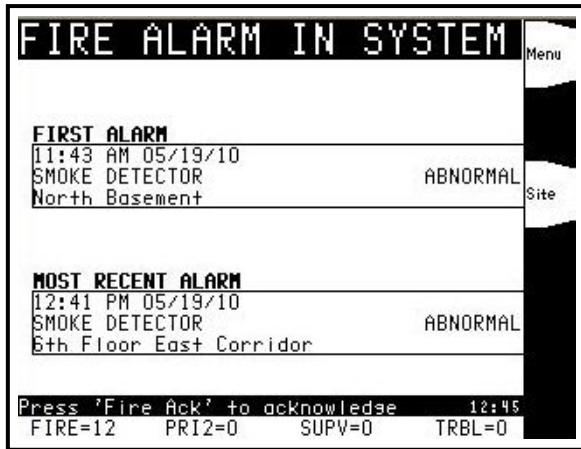 FIRE ALARM IN SYSTEM
Menu
FIRST ALARM
11:43 AM 05/19/10
SMOKE DETECTOR ABNORMAL
North Basement
Site
MOST RECENT ALARM
12:41 PM 05/19/10
SMOKE DETECTOR ABNORMAL
6th Floor East Corridor
Press 'Fire Ack' to acknowledge 12:45
FIRE=12 PRI2=0 SUPV=0 TRBL=0